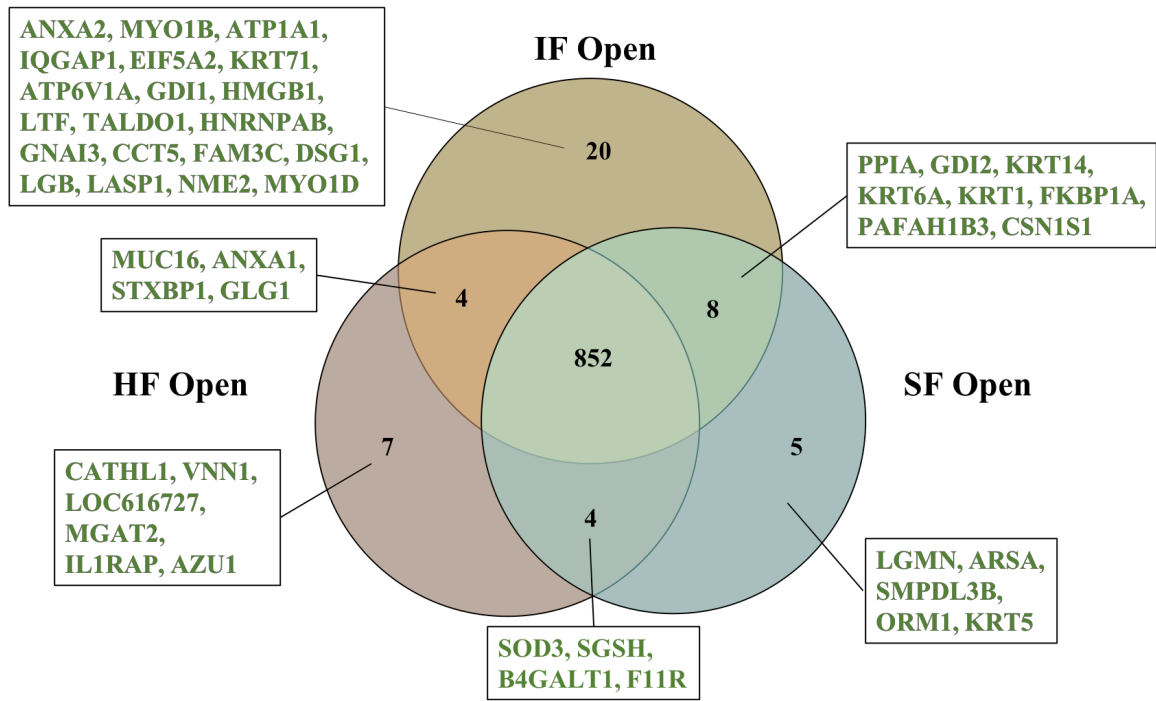 ANXA2, MYO1B, ATP1A1,
IQGAP1, EIF5A2, KRT71,
ATP6V1A, GDI1, HMGB1,
LTF, TALDO1, HNRNPAB,
GNAI3, CCT5, FAM3C, DSG1,
LGB, LASP1, NME2, MYO1D
IF Open
20
PPIA, GDI2, KRT14,
KRT6A, KRT1, FKBP1A,
PAFAH1B3, CSN1S1
MUC16, ANXA1,
STXBP1, GLG1
4
8
852
HF Open
SF Open
7
5
CATHL1, VNN1,
LOC616727,
MGAT2,
IL1RAP, AZU1
4
LGMN, ARSA,
SMPDL3B,
ORM1, KRT5
SOD3, SGSH,
B4GALT1, F11R